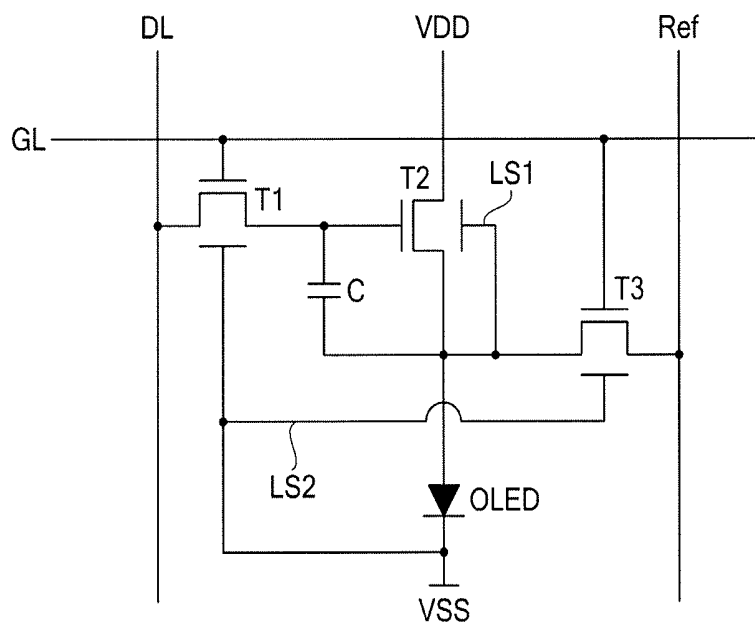 DL
VDD
Ref
GL
T1
T2
LS1
C
T3
LS2
OLED
VSS